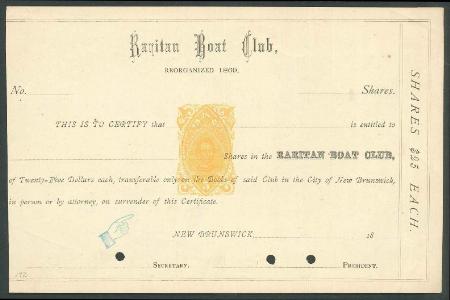 Raritan Boat Club,
REORGANIZED 1869.
No. Shares.
THIS IS TO CERTIFY that is entitled to
Shares in the RARITAN BOAT CLUB,
of Twenty-Five Dollars each, transferable only on the Books of said Club in the City of New Brunswick,
in person or by attorney, on surrender of this Certificate.
NEW BRUNSWICK, 18
SECRETARY. PRESIDENT.
SHARES $25 EACH.